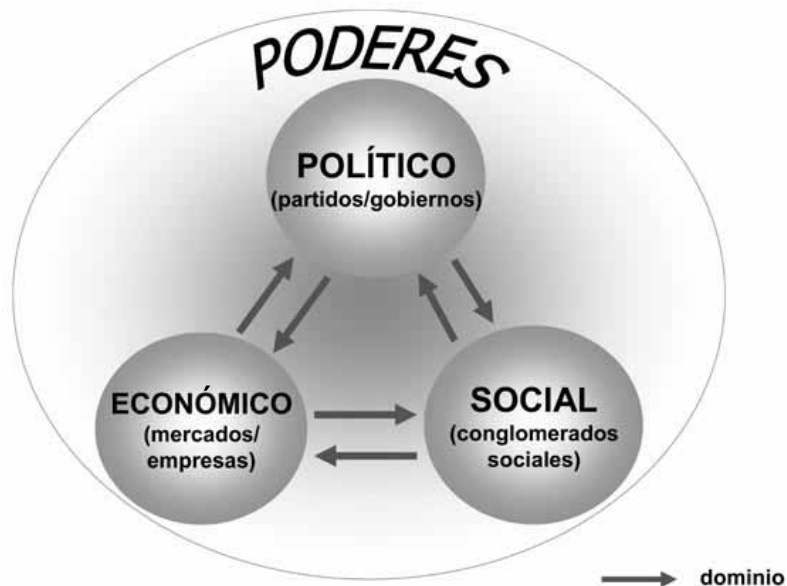 PODERES
POLÍTICO
(partidos/gobiernos)
ECONÓMICO
(mercados/
empresas)
SOCIAL
(conglomerados
sociales)
dominio